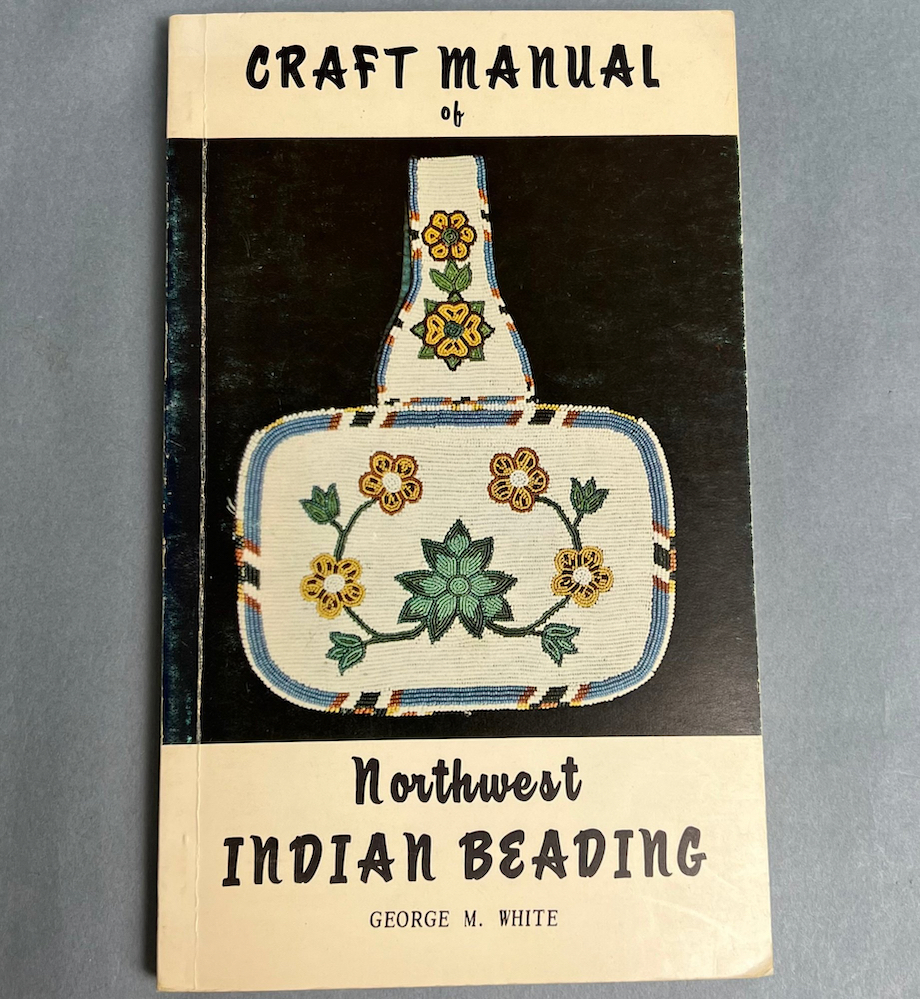 CRAFT MANUAL
of
Northwest
INDIAN BEADING
GEORGE M. WHITE